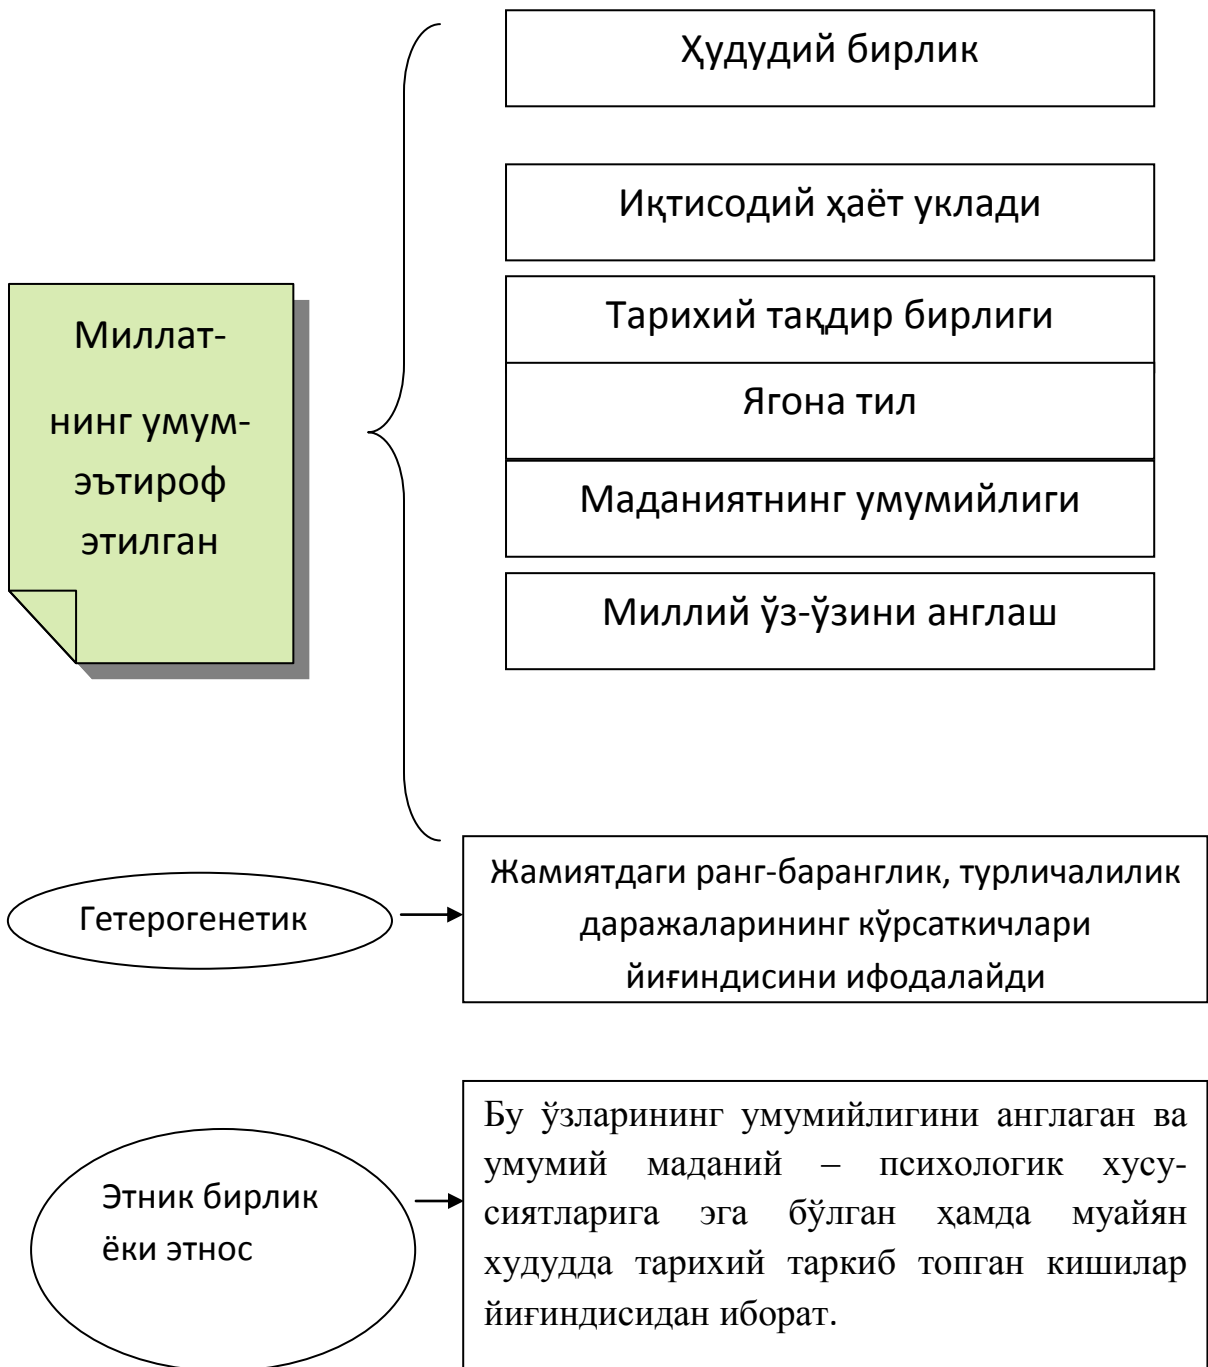 Ҳудудий бирлик
Иқтисодий ҳаёт уклади
Тарихий тақдир бирлиги
Ягона тил
Маданиятнинг умумийлиги
Миллий ўз-ўзини англаш
Миллат-
нинг умум-
эътироф
этилган
Гетерогенетик
Жамиятдаги ранг-баранглик, турличалилик
даражаларининг кўрсаткичлари
йиғиндисини ифодалайди
Этник бирлик
ёки этнос
Бу ўзларининг умумийлигини англаган ва
умумий маданий – психологик хусу-
сиятларига эга бўлган ҳамда муайян
худудда тарихий таркиб топган кишилар
йиғиндисидан иборат.